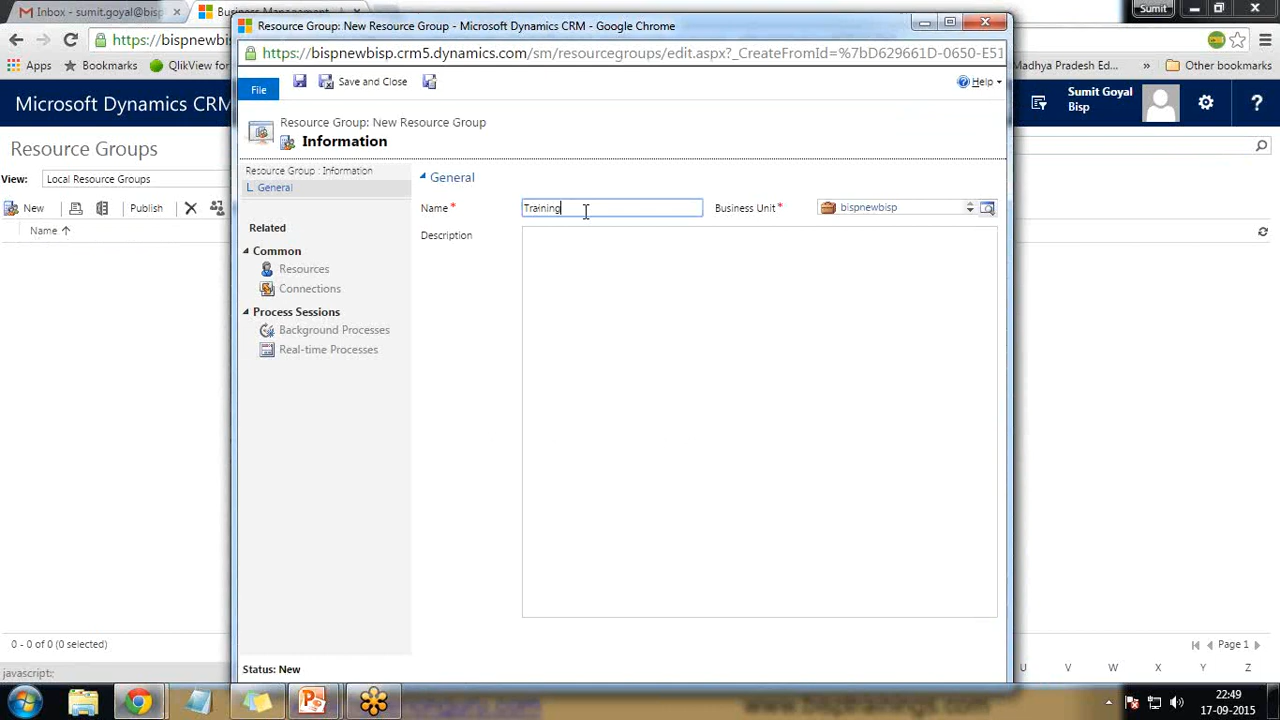 Inbox - sumit.goyal@bisp
Business Management
Sumit
https://bispnewbisp
Apps
Bookmarks
QlikView for
Madhya Pradesh Ed...
»
Other bookmarks
Microsoft Dynamics CRM
Sumit Goyal
Bisp
?
Resource Groups
View:
Local Resource Groups
New
Publish
Name
0 - 0 of 0 (0 selected)
Page 1
U V W X Y Z
javascript:
Resource Group: New Resource Group - Microsoft Dynamics CRM - Google Chrome
https://bispnewbisp.crm5.dynamics.com/sm/resourcegroups/edit.aspx?_CreateFromId=%7bD629661D-0650-E51
File
Save and Close
Help
Resource Group: New Resource Group
Information
Resource Group : Information
General
Related
Common
Resources
Connections
Process Sessions
Background Processes
Real-time Processes
General
Name*
Training
Business Unit*
bispnewbisp
Description
Status: New
22:49
17-09-2015